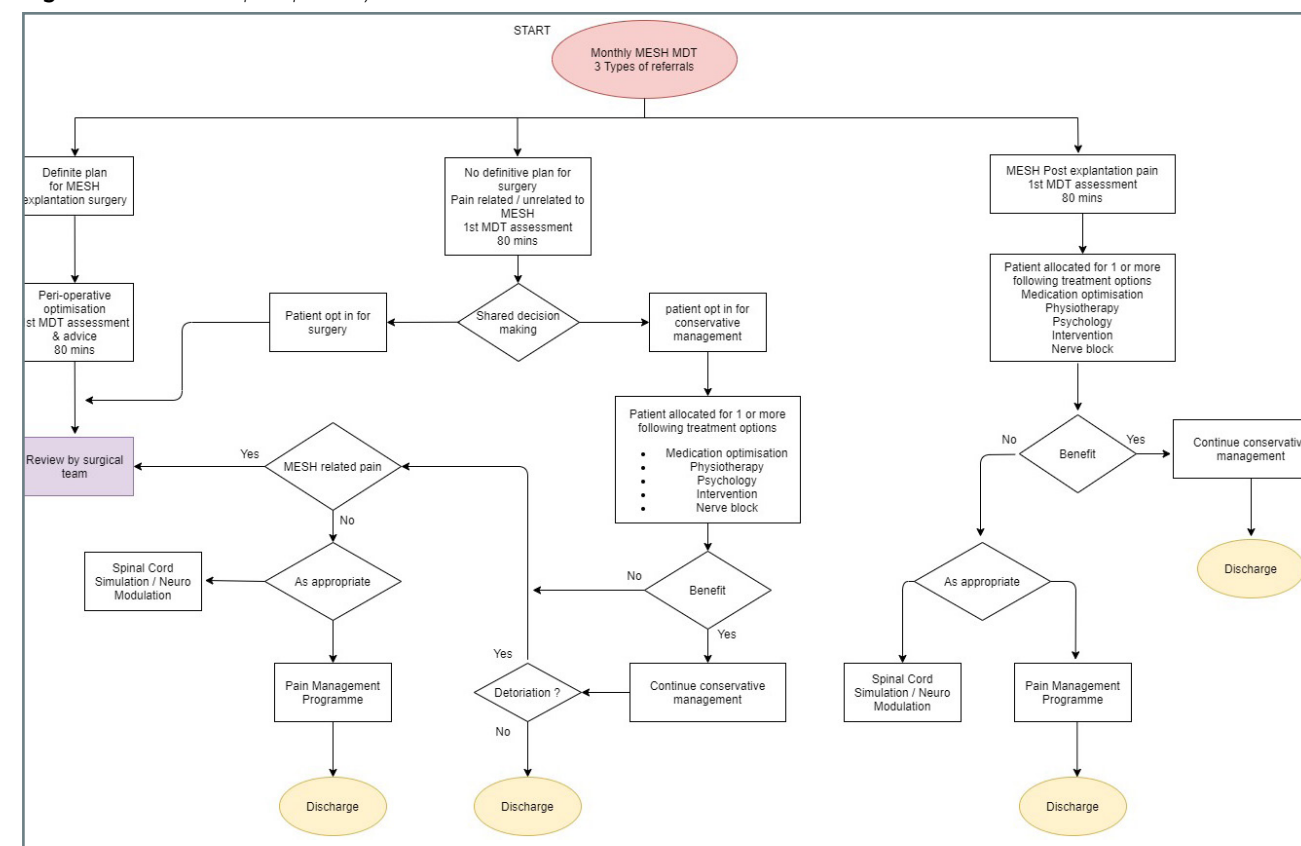 START
Monthly MESH MDT
3 Types of referrals
Definite plan
for MESH
explantation surgery
No definitive plan for
surgery
Pain related / unrelated to
MESH
1st MDT assessment
80 mins
MESH Post explantation pain
1st MDT assessment
80 mins
Peri-operative
optimisation
st MDT assessment
& advice
80 mins
Patient opt in for
surgery
Shared decision
making
patient opt in for
conservative
management
Patient allocated for 1 or more
following treatment options
Medication optimisation
Physiotherapy
Psychology
Intervention
Nerve block
Review by surgical
team
Yes
MESH related pain
No
Patient allocated for 1 or more
following treatment options
• Medication optimisation
• Physiotherapy
• Psychology
• Intervention
• Nerve block
No
Benefit
Yes
Continue conservative
management
Discharge
Spinal Cord
Simulation / Neuro
Modulation
As appropriate
No
Benefit
Yes
As appropriate
Pain Management
Programme
Yes
Detoriation ?
No
Continue conservative
management
Spinal Cord
Simulation / Neuro
Modulation
Pain Management
Programme
Discharge
Discharge
Discharge